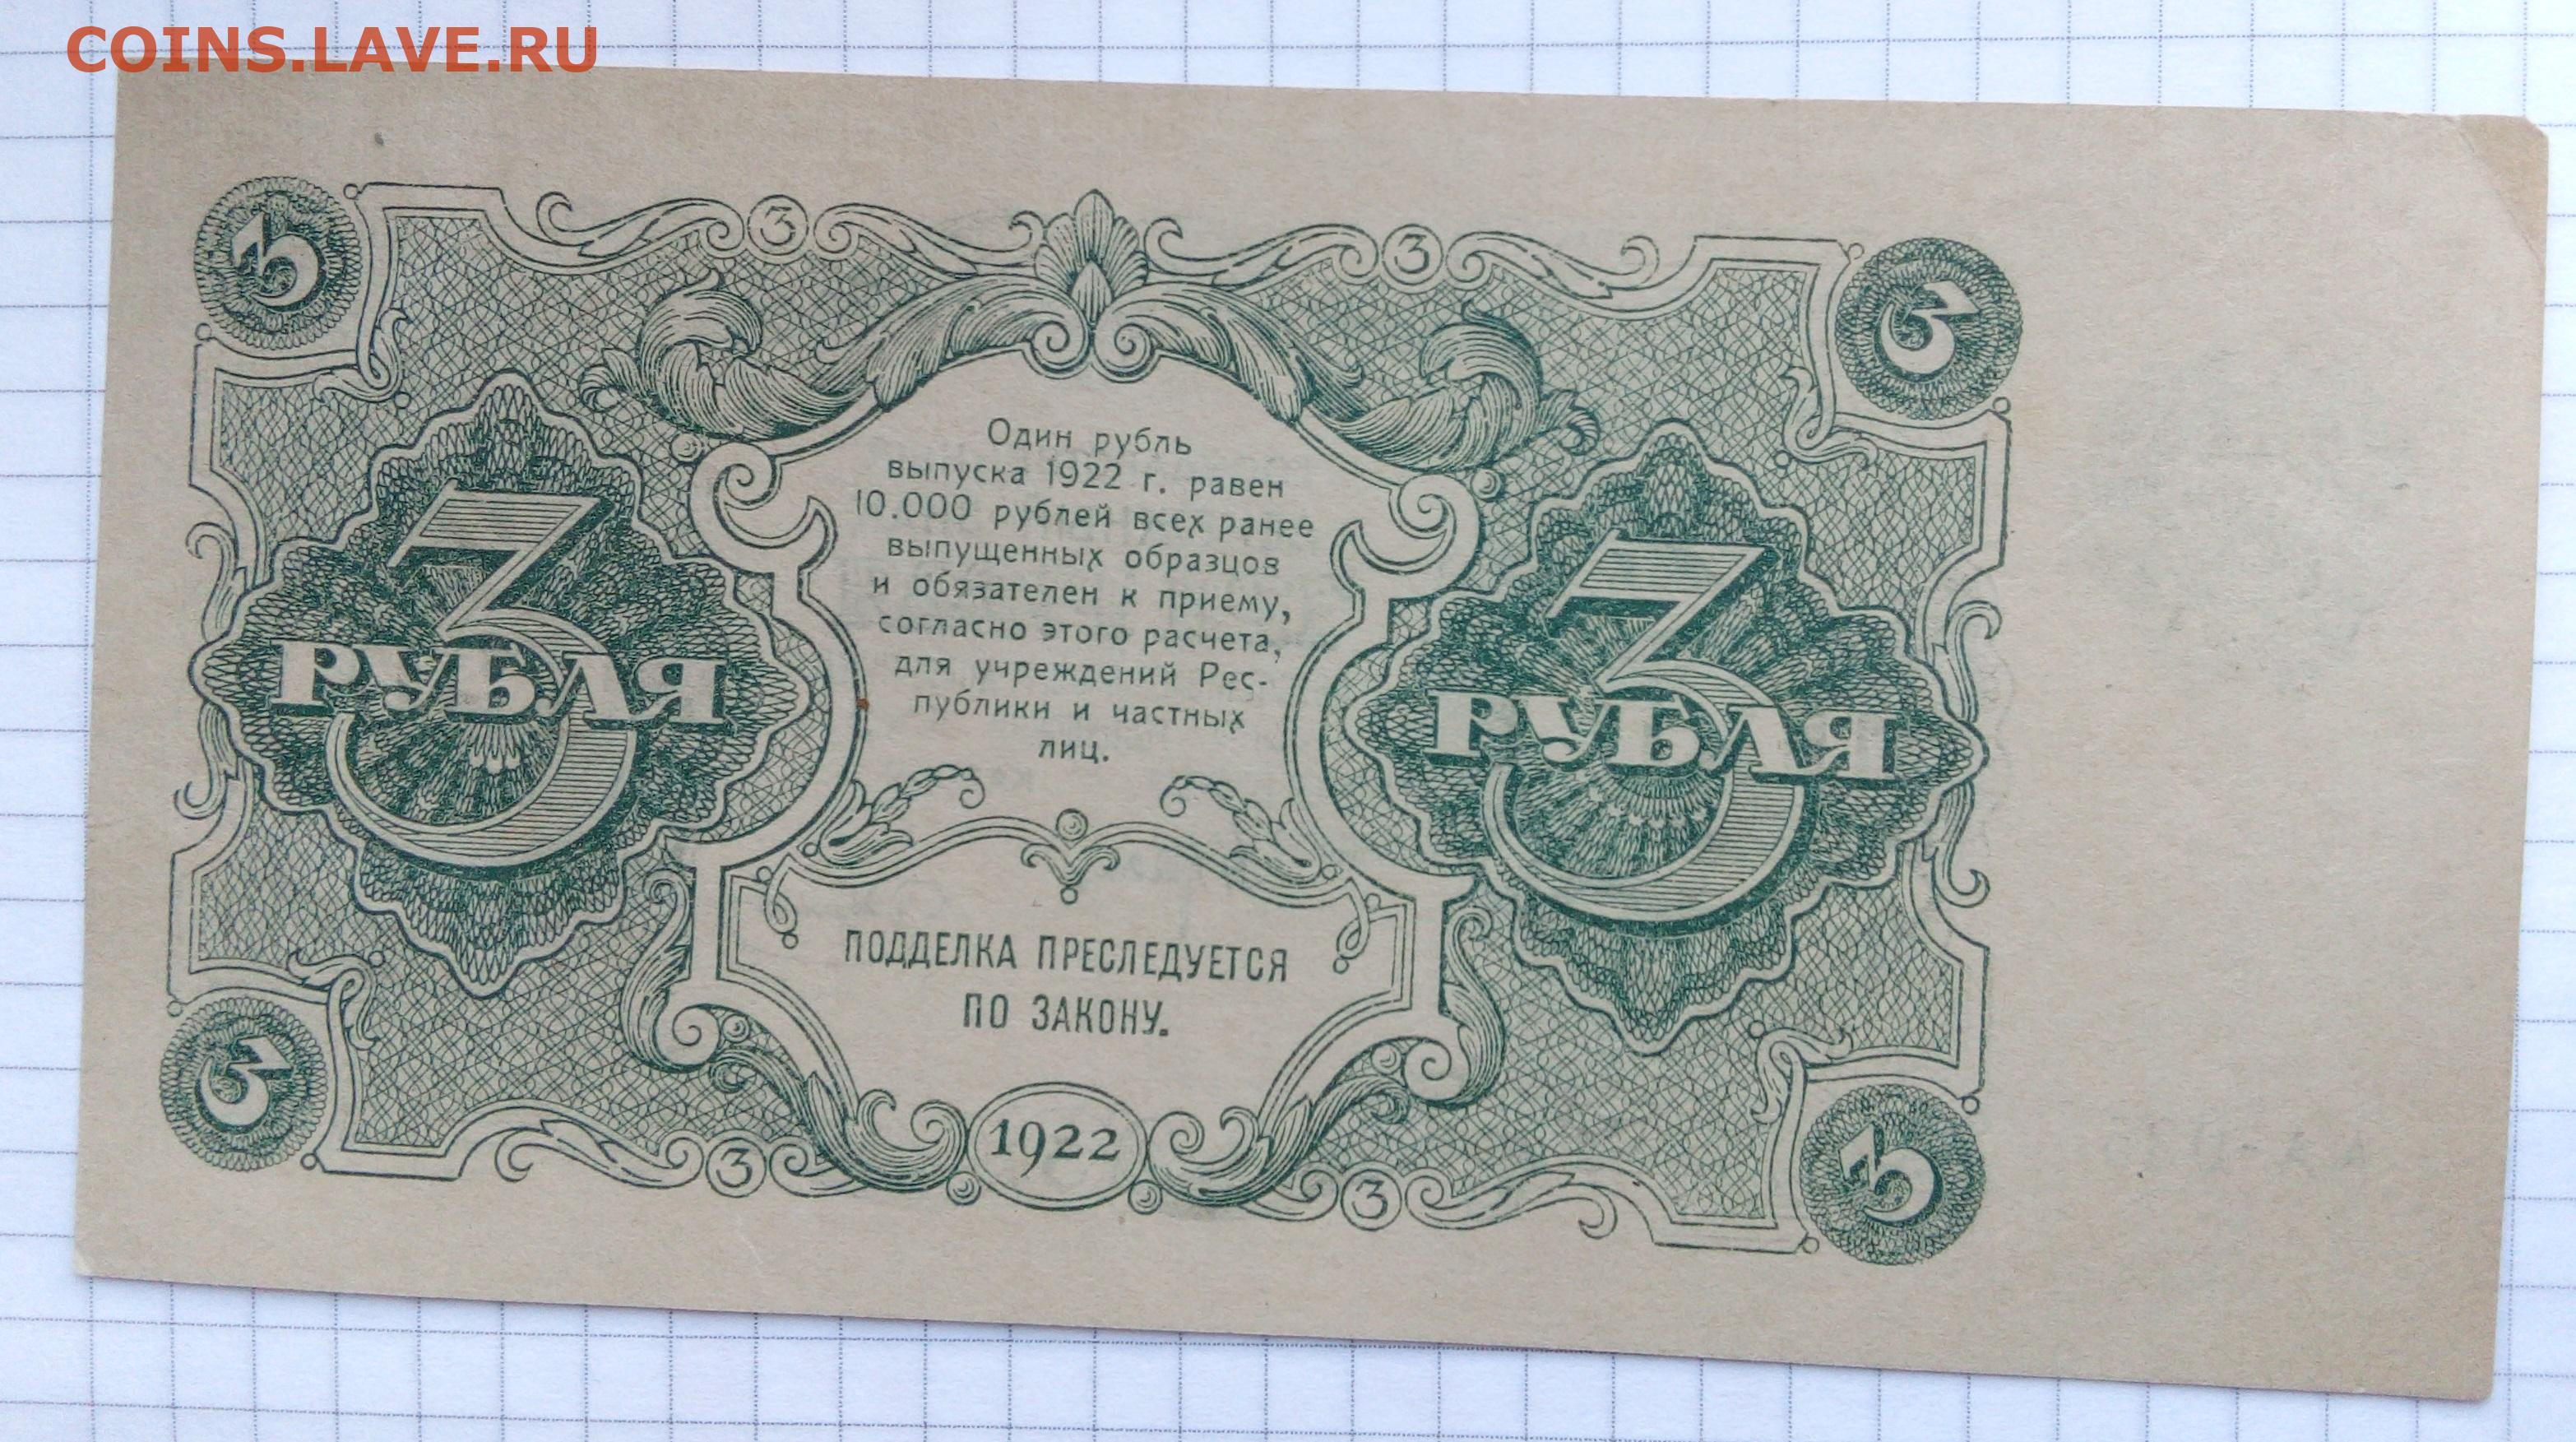 COINS.LAVE.RU
3 3 3 3
Один рубль
выпуска 1922 г. равен
10.000 рублей всех ранее
выпущенных образцов
и обязателен к приему,
согласно этого расчета,
для учреждений Рес-
публики и частных
лиц.
3 РУБЛЯ
3 РУБЛЯ
ПОДДЕЛКА ПРЕСЛЕДУЕТСЯ
ПО ЗАКОНУ.
3 3 1922 3 3